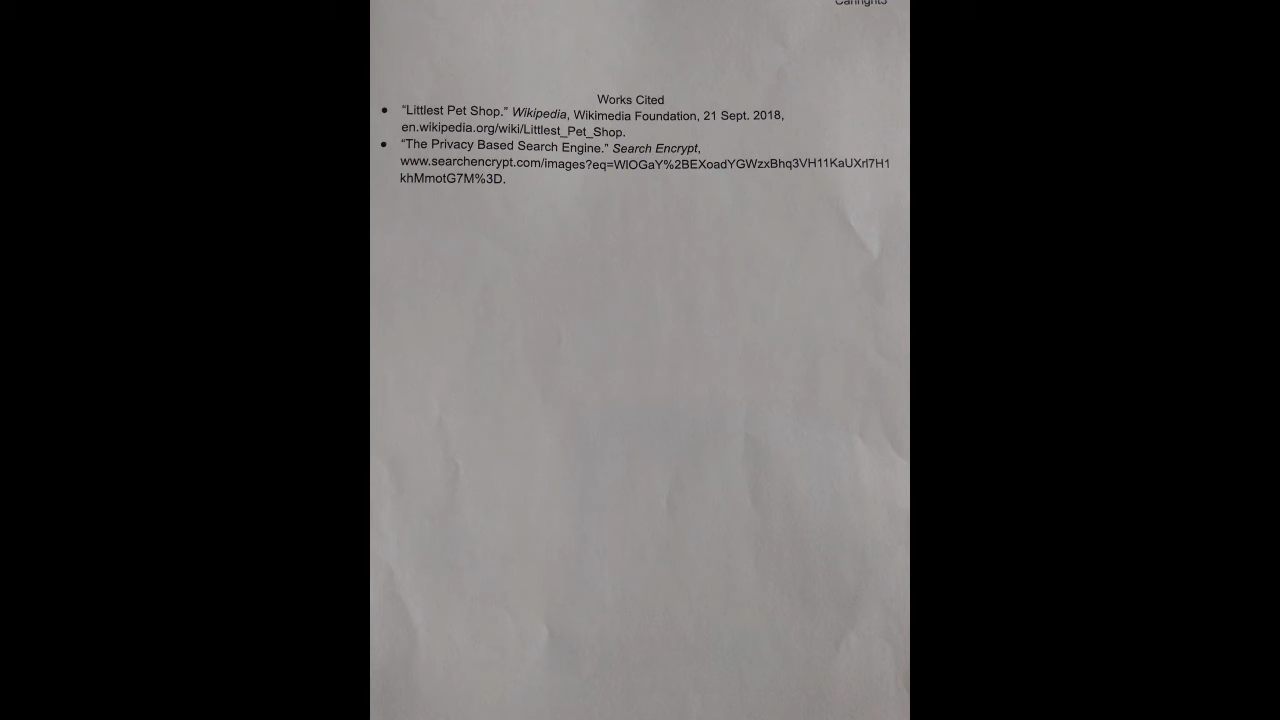 Works Cited
● “Littlest Pet Shop.” Wikipedia, Wikimedia Foundation, 21 Sept. 2018,
en.wikipedia.org/wiki/Littlest_Pet_Shop.
● “The Privacy Based Search Engine.” Search Encrypt,
www.searchencrypt.com/images?eq=WIOGaY%2BEXoadYGWzxBhq3VH11KaUXrl7H1
khMmotG7M%3D.